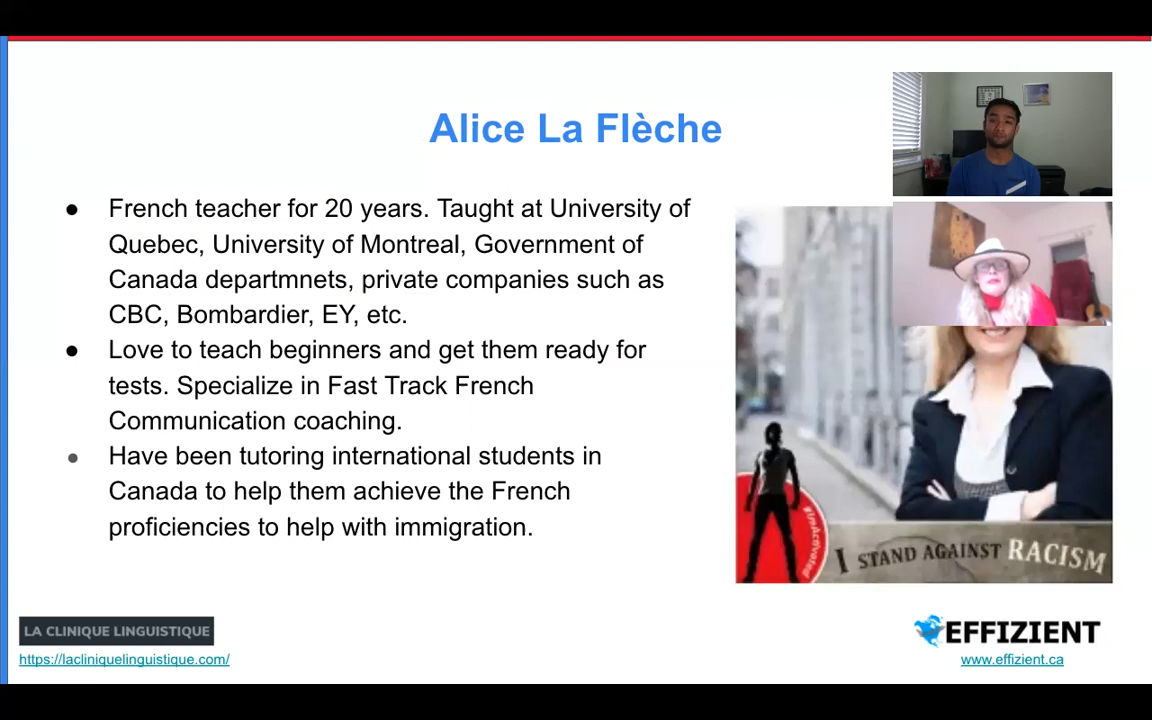 Alice La Flèche
● French teacher for 20 years. Taught at University of
Quebec, University of Montreal, Government of
Canada departmnets, private companies such as
CBC, Bombardier, EY, etc.
● Love to teach beginners and get them ready for
tests. Specialize in Fast Track French
Communication coaching.
● Have been tutoring international students in
Canada to help them achieve the French
proficiencies to help with immigration.
#ImActivated
I STAND AGAINST RACISM
LA CLINIQUE LINGUISTIQUE
https://lacliniquelinguistique.com/
EFFIZIENT
www.effizient.ca